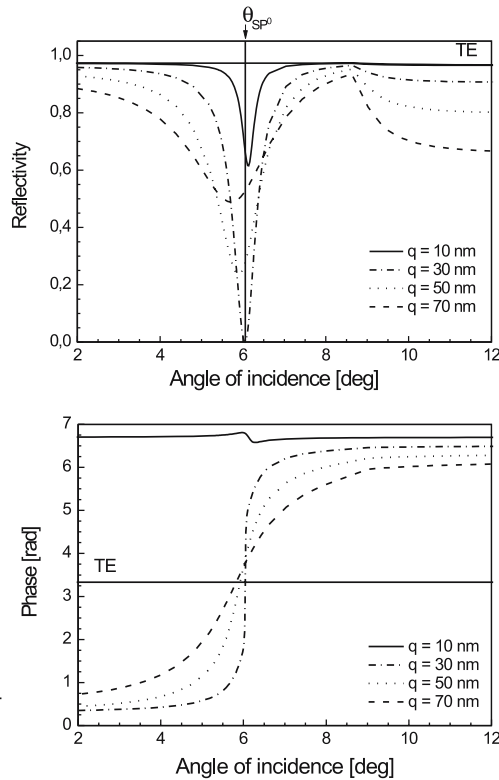 θSP⁰
1,0
0,8
0,6
0,4
0,2
0,0
Reflectivity
TE
q = 10 nm
q = 30 nm
q = 50 nm
q = 70 nm
2 4 6 8 10 12
Angle of incidence [deg]
7
6
5
4
3
2
1
0
Phase [rad]
TE
q = 10 nm
q = 30 nm
q = 50 nm
q = 70 nm
2 4 6 8 10 12
Angle of incidence [deg]